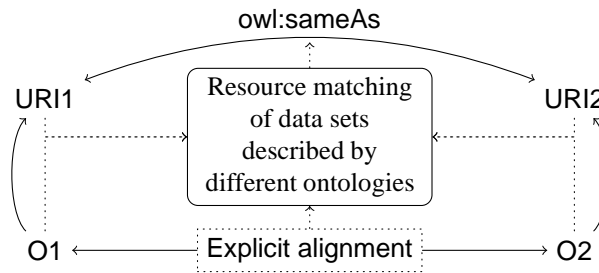 owl:sameAs
URI1
URI2
Resource matching
of data sets
described by
different ontologies
O1
Explicit alignment
O2